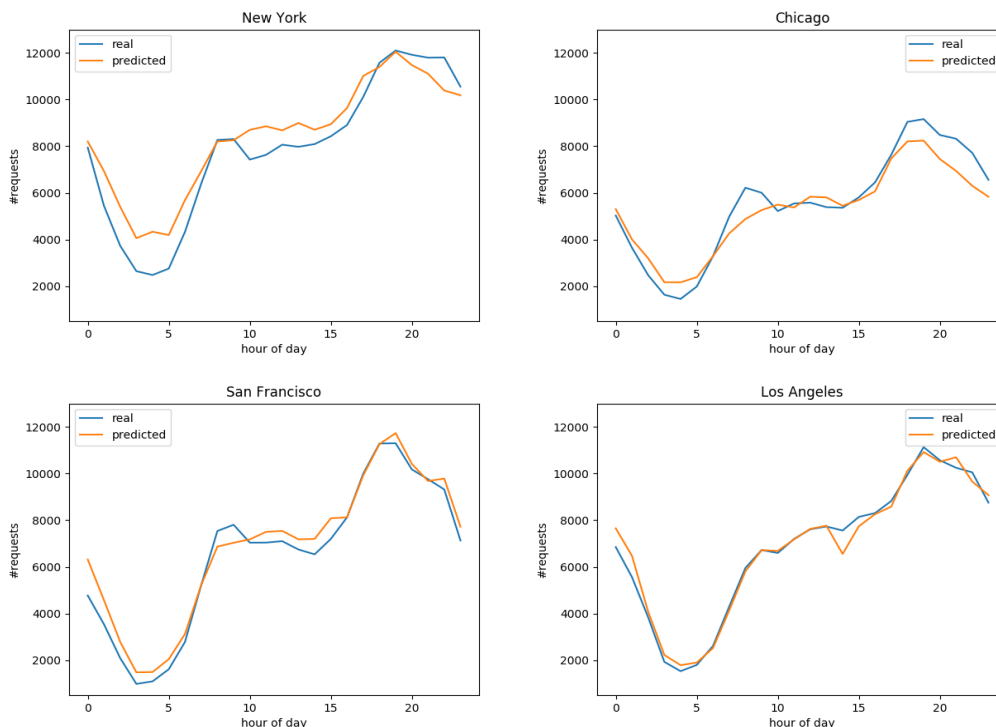 New York
real
predicted
12000
10000
8000
6000
4000
2000
#requests
0 5 10 15 20
hour of day
Chicago
real
predicted
12000
10000
8000
6000
4000
2000
#requests
0 5 10 15 20
hour of day
San Francisco
real
predicted
12000
10000
8000
6000
4000
2000
#requests
0 5 10 15 20
hour of day
Los Angeles
real
predicted
12000
10000
8000
6000
4000
2000
#requests
0 5 10 15 20
hour of day